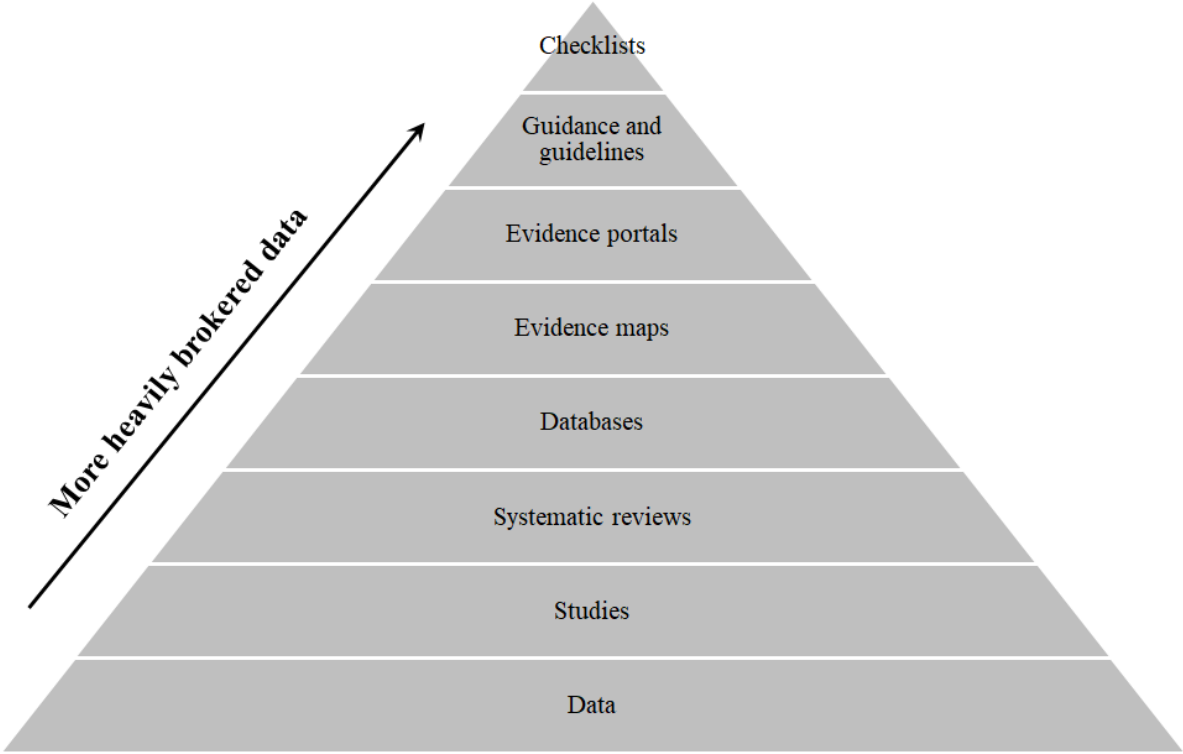 Checklists
Guidance and
guidelines
Evidence portals
Evidence maps
Databases
Systematic reviews
Studies
Data
More heavily brokered data